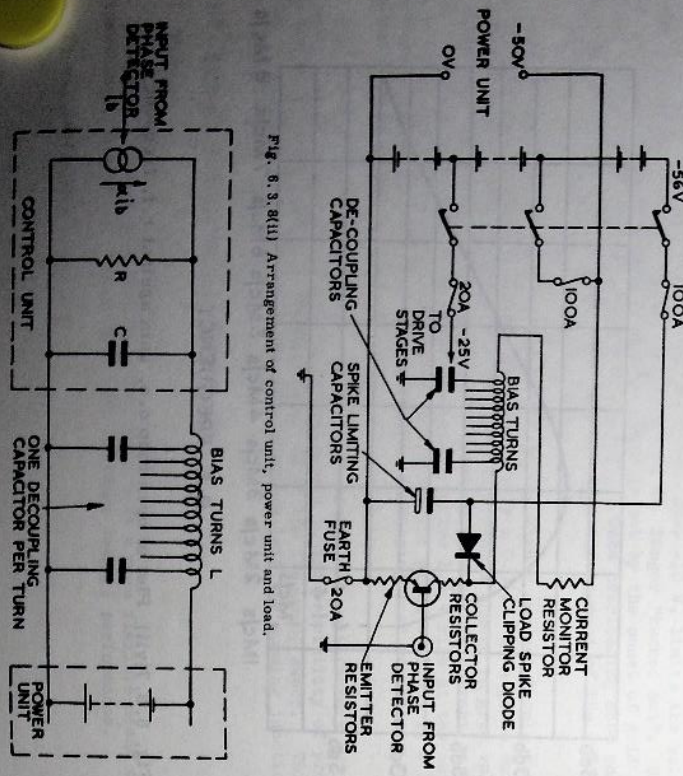 -56V
100A
CURRENT
MONITOR
RESISTOR
-50V
100A
BIAS TURNS
LOAD SPIKE
CLIPPING DIODE
POWER UNIT
20A
-25V
TO
DRIVE
STAGES
COLLECTOR
RESISTORS
INPUT FROM
PHASE
DETECTOR
0V
DE-COUPLING
CAPACITORS
SPIKE LIMITING
CAPACITORS
EARTH
FUSE
20A
EMITTER
RESISTORS
Fig. 6.3.8(ii) Arrangement of control unit, power unit and load.
BIAS TURNS L
INPUT FROM
PHASE
DETECTOR
ib
αib
R
C
CONTROL UNIT
ONE DECOUPLING
CAPACITOR PER TURN
POWER
UNIT